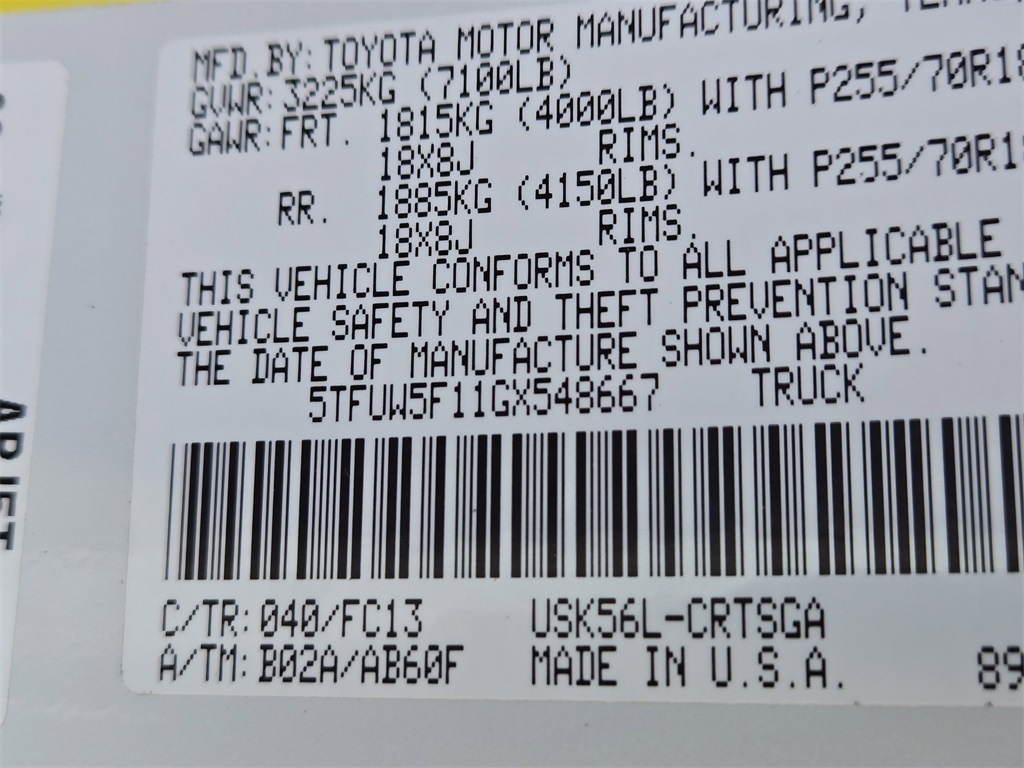 MFD. BY: TOYOTA MOTOR MANUFACTURING,
GVWR: 3225KG (7100LB)
GAWR: FRT. 1815KG (4000LB) WITH P255/70R18
18X8J RIMS.
RR. 1885KG (4150LB) WITH P255/70R1
18X8J RIMS.
THIS VEHICLE CONFORMS TO ALL APPLICABLE
VEHICLE SAFETY AND THEFT PREVENTION STAN
THE DATE OF MANUFACTURE SHOWN ABOVE.
5TFUW5F11GX548667 TRUCK
C/TR: 040/FC13 USK56L-CRTSGA
A/TM: B02A/AB60F MADE IN U.S.A. 89